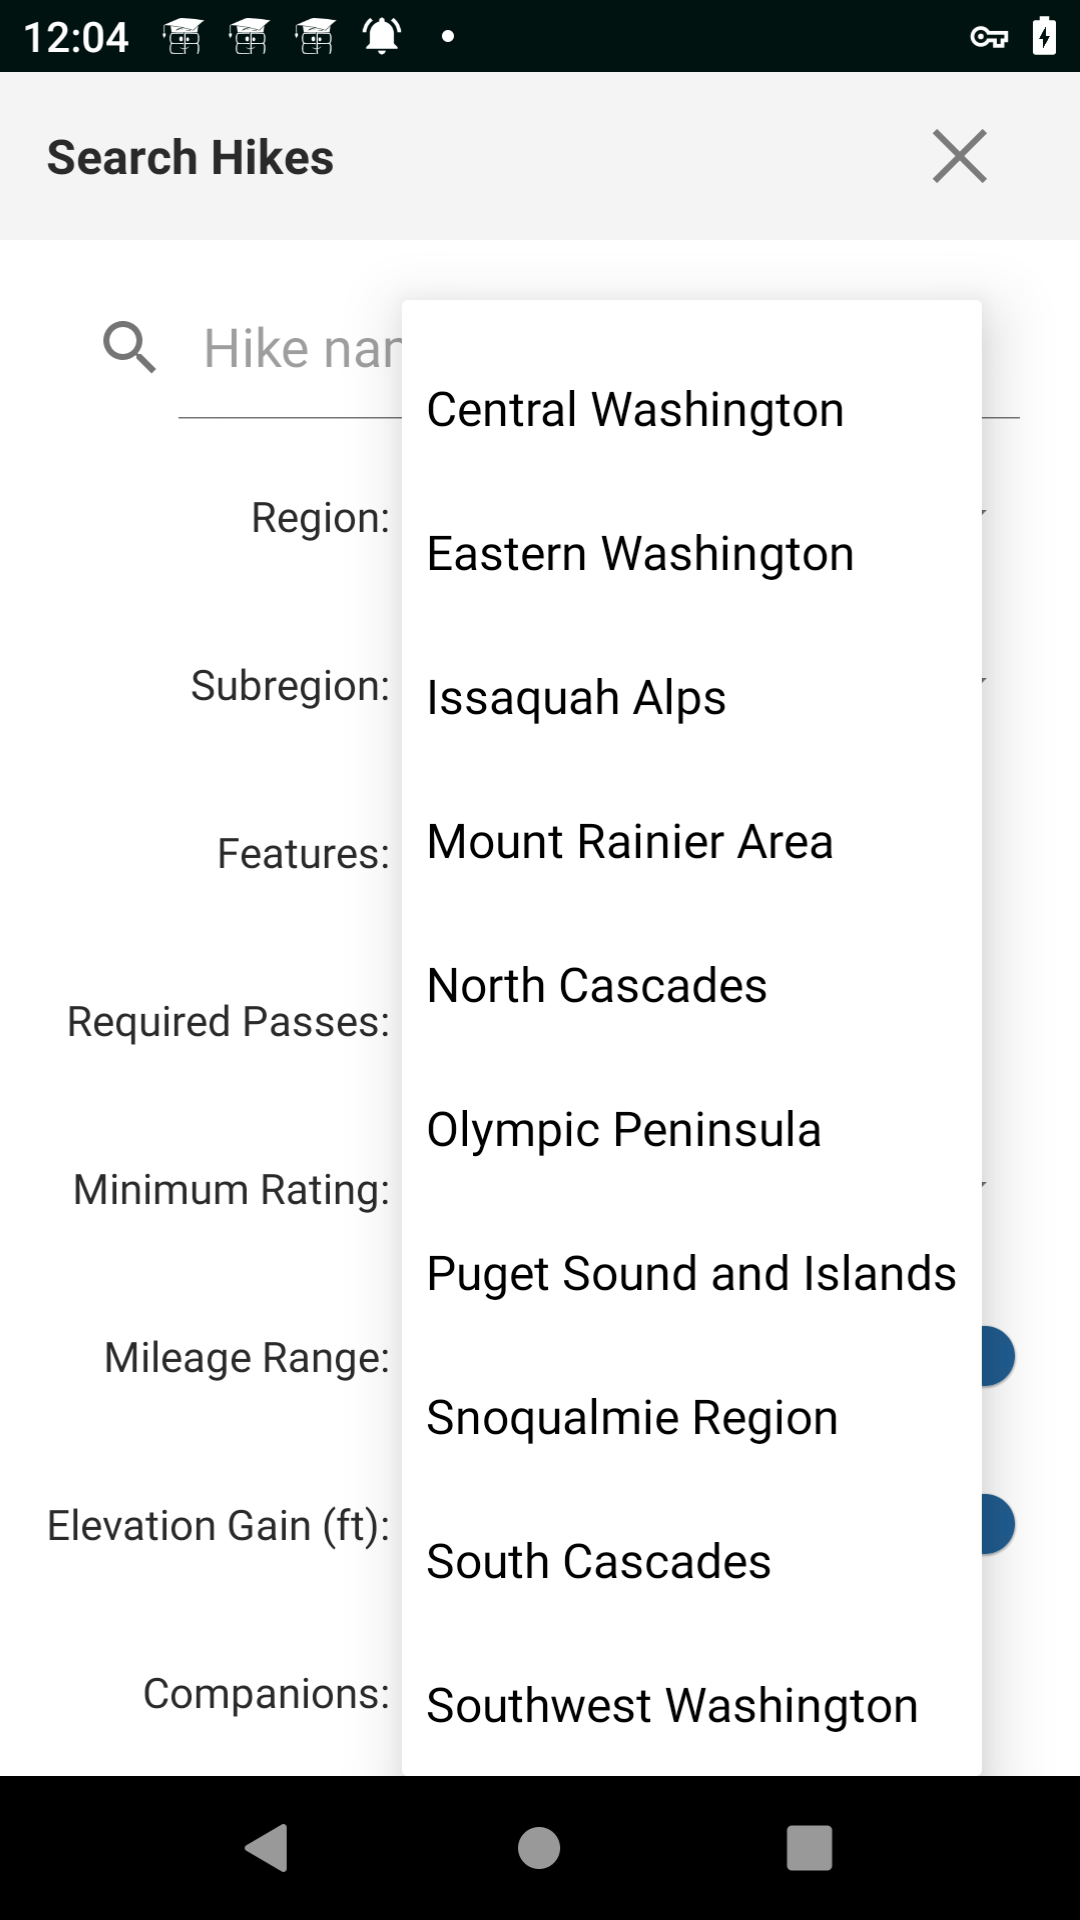 12:04
Search Hikes
Hike nan
Region:
Subregion:
Features:
Required Passes:
Minimum Rating:
Mileage Range:
Elevation Gain (ft):
Companions:
Central Washington
Eastern Washington
Issaquah Alps
Mount Rainier Area
North Cascades
Olympic Peninsula
Puget Sound and Islands
Snoqualmie Region
South Cascades
Southwest Washington